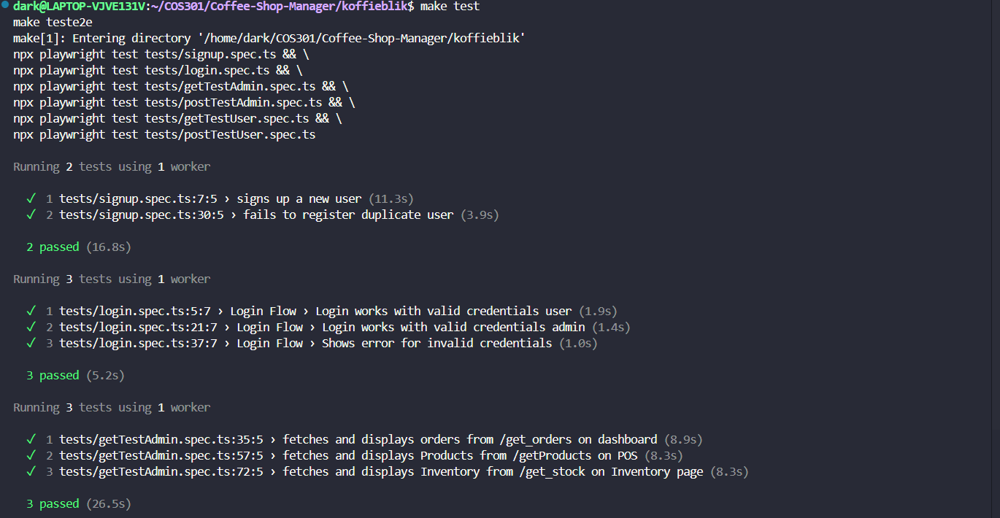 dark@LAPTOP-VJVE131V:~/COS301/Coffee-Shop-Manager/koffieblik$ make test
make teste2e
make[1]: Entering directory '/home/dark/COS301/Coffee-Shop-Manager/koffieblik'
npx playwright test tests/signup.spec.ts && \
npx playwright test tests/login.spec.ts && \
npx playwright test tests/getTestAdmin.spec.ts && \
npx playwright test tests/postTestAdmin.spec.ts && \
npx playwright test tests/getTestUser.spec.ts && \
npx playwright test tests/postTestUser.spec.ts
Running 2 tests using 1 worker
✓ 1 tests/signup.spec.ts:7:5 › signs up a new user (11.3s)
✓ 2 tests/signup.spec.ts:30:5 › fails to register duplicate user (3.9s)
2 passed (16.8s)
Running 3 tests using 1 worker
✓ 1 tests/login.spec.ts:5:7 › Login Flow › Login works with valid credentials user (1.9s)
✓ 2 tests/login.spec.ts:21:7 › Login Flow › Login works with valid credentials admin (1.4s)
✓ 3 tests/login.spec.ts:37:7 › Login Flow › Shows error for invalid credentials (1.0s)
3 passed (5.2s)
Running 3 tests using 1 worker
✓ 1 tests/getTestAdmin.spec.ts:35:5 › fetches and displays orders from /get_orders on dashboard (8.9s)
✓ 2 tests/getTestAdmin.spec.ts:57:5 › fetches and displays Products from /getProducts on POS (8.3s)
✓ 3 tests/getTestAdmin.spec.ts:72:5 › fetches and displays Inventory from /get_stock on Inventory page (8.3s)
3 passed (26.5s)